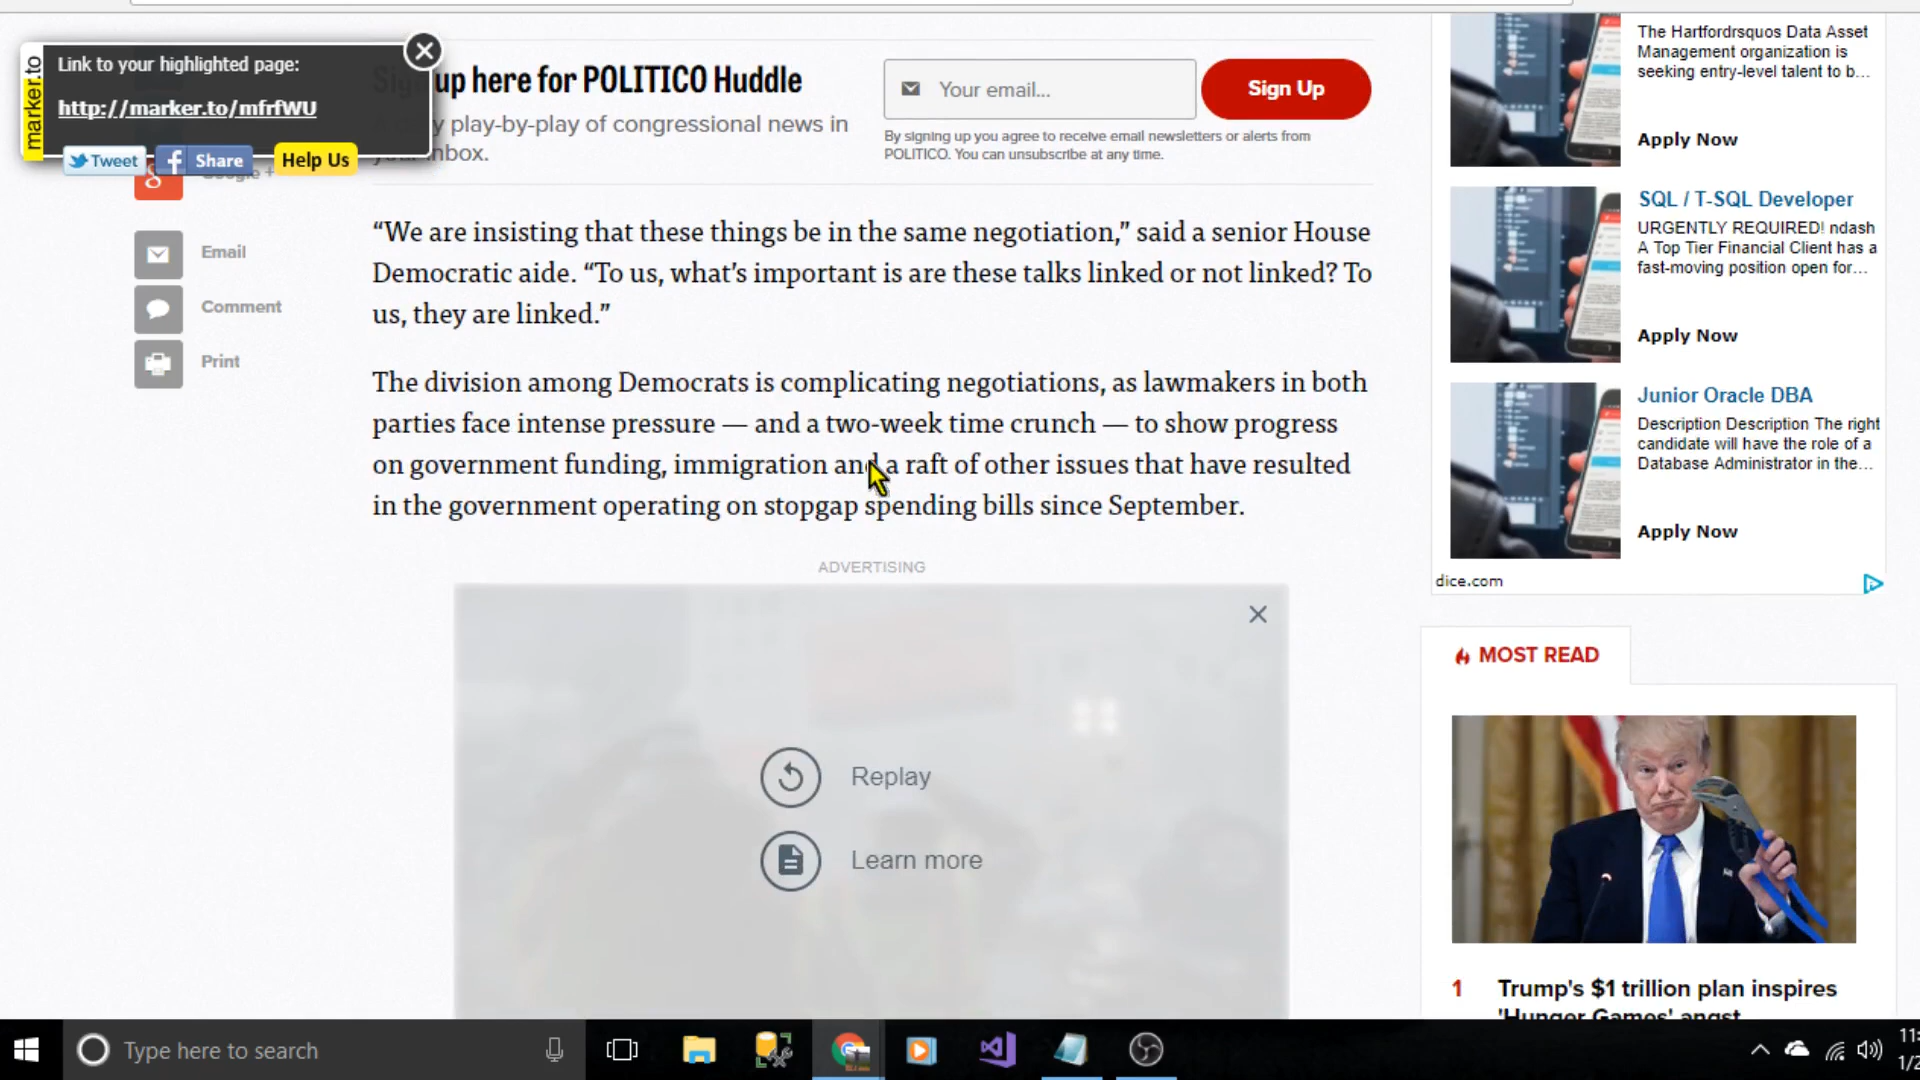 marker.to
Link to your highlighted page:
http://marker.to/mfrfWU
Tweet
Share
Help Us
up here for POLITICO Huddle
play-by-play of congressional news in
inbox.
Your email...
Sign Up
By signing up you agree to receive email newsletters or alerts from
POLITICO. You can unsubscribe at any time.
Google +
Email
Comment
Print
“We are insisting that these things be in the same negotiation,” said a senior House
Democratic aide. “To us, what’s important is are these talks linked or not linked? To
us, they are linked.”
The division among Democrats is complicating negotiations, as lawmakers in both
parties face intense pressure — and a two-week time crunch — to show progress
on government funding, immigration and a raft of other issues that have resulted
in the government operating on stopgap spending bills since September.
ADVERTISING
Replay
Learn more
The Hartfordrsquos Data Asset
Management organization is
seeking entry-level talent to b...
Apply Now
SQL / T-SQL Developer
URGENTLY REQUIRED! ndash
A Top Tier Financial Client has a
fast-moving position open for...
Apply Now
Junior Oracle DBA
Description Description The right
candidate will have the role of a
Database Administrator in the...
Apply Now
dice.com
MOST READ
1 Trump's $1 trillion plan inspires
'Hunger Games' angst
Type here to search
11:
1/2